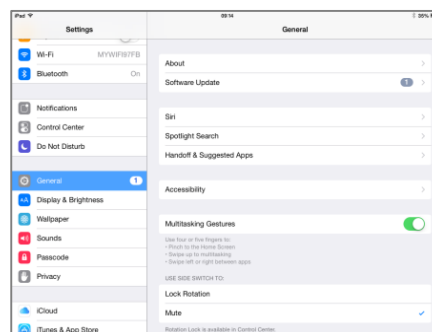 iPad
09:14
35%
Settings
General
Wi-Fi
MYWIFI97FB
Bluetooth
On
Notifications
Control Center
Do Not Disturb
General
1
Display & Brightness
Wallpaper
Sounds
Passcode
Privacy
iCloud
iTunes & App Store
About
Software Update
1
Siri
Spotlight Search
Handoff & Suggested Apps
Accessibility
Multitasking Gestures
Use four or five fingers to:
- Pinch to the Home Screen
- Swipe up to multitasking
- Swipe left or right between apps
USE SIDE SWITCH TO:
Lock Rotation
Mute
Rotation Lock is available in Control Center.